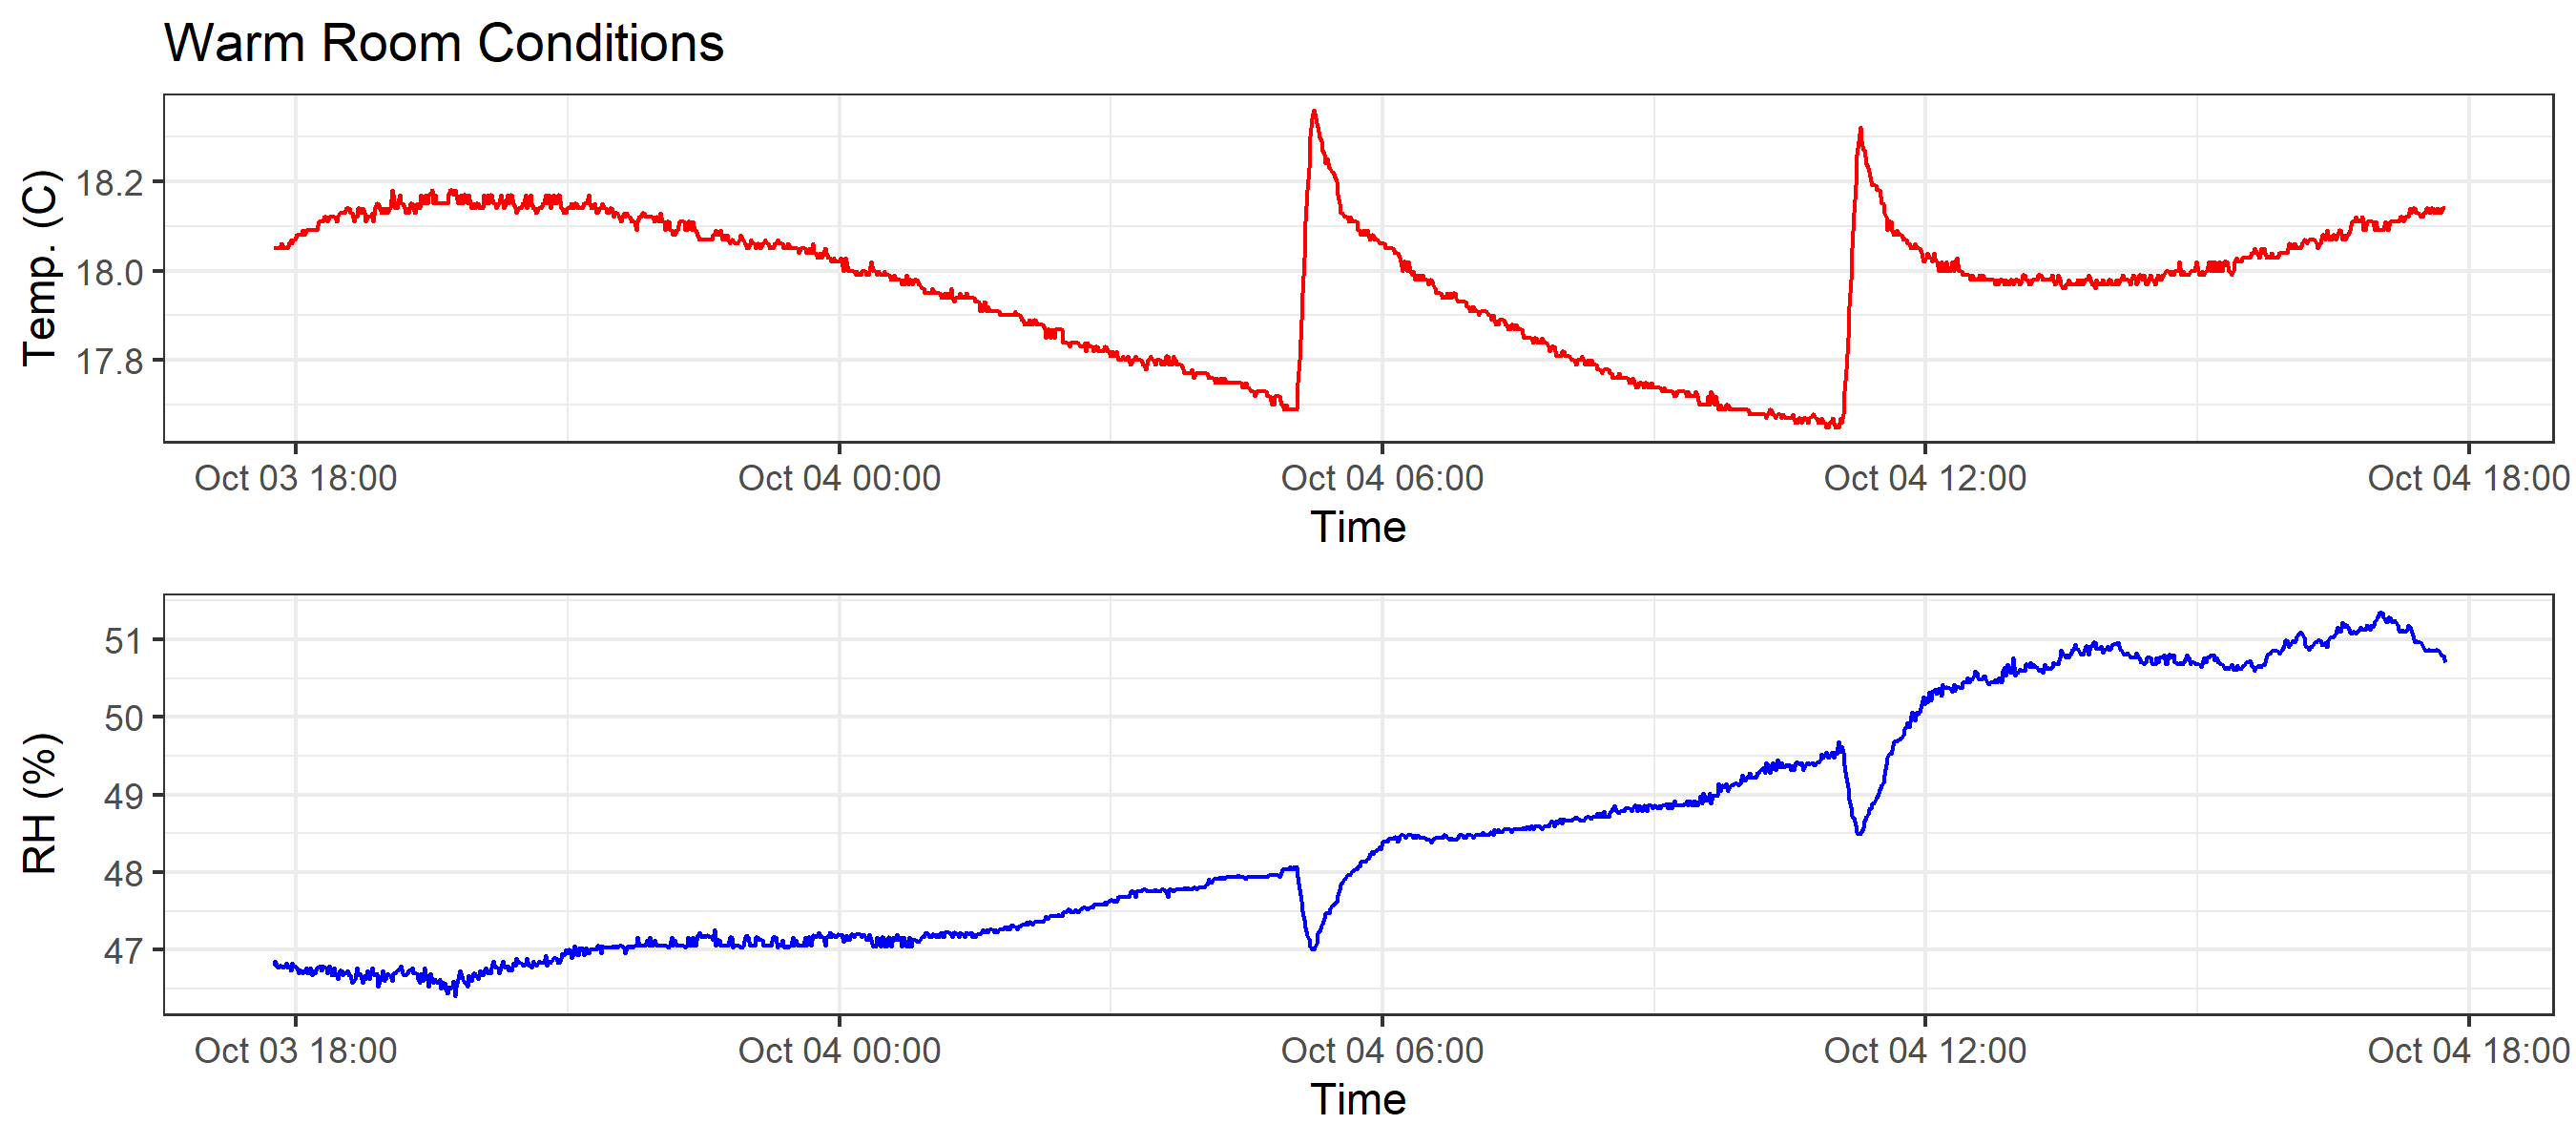 Warm Room Conditions
Temp. (C)
18.2
18.0
17.8
Oct 03 18:00 Oct 04 00:00 Oct 04 06:00 Oct 04 12:00 Oct 04 18:00
Time
RH (%)
51
50
49
48
47
Oct 03 18:00 Oct 04 00:00 Oct 04 06:00 Oct 04 12:00 Oct 04 18:00
Time